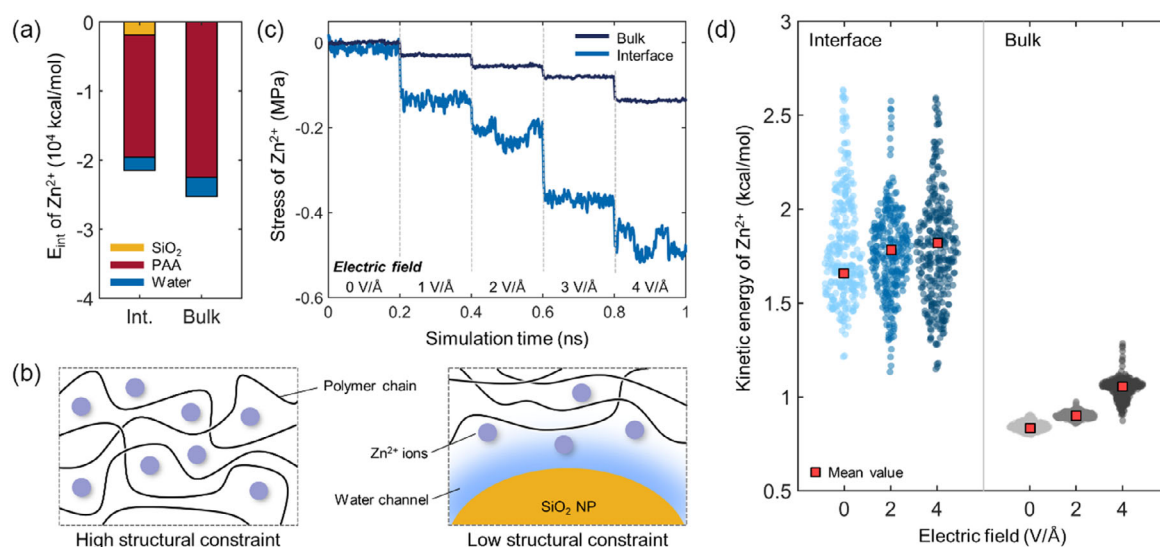 (a)
E_int of Zn²⁺ (10⁴ kcal/mol)
0
-1
-2
-3
-4
SiO₂
PAA
Water
Int.
Bulk
(c)
Stress of Zn²⁺ (MPa)
0
-0.2
-0.4
-0.6
Bulk
Interface
Electric field
0 V/Å
1 V/Å
2 V/Å
3 V/Å
4 V/Å
0
0.2
0.4
0.6
0.8
1
Simulation time (ns)
(b)
Polymer chain
Zn²⁺ ions
Water channel
SiO₂ NP
High structural constraint
Low structural constraint
(d)
Kinetic energy of Zn²⁺ (kcal/mol)
3
2.5
2
1.5
1
0.5
Interface
Bulk
Mean value
0
2
4
0
2
4
Electric field (V/Å)